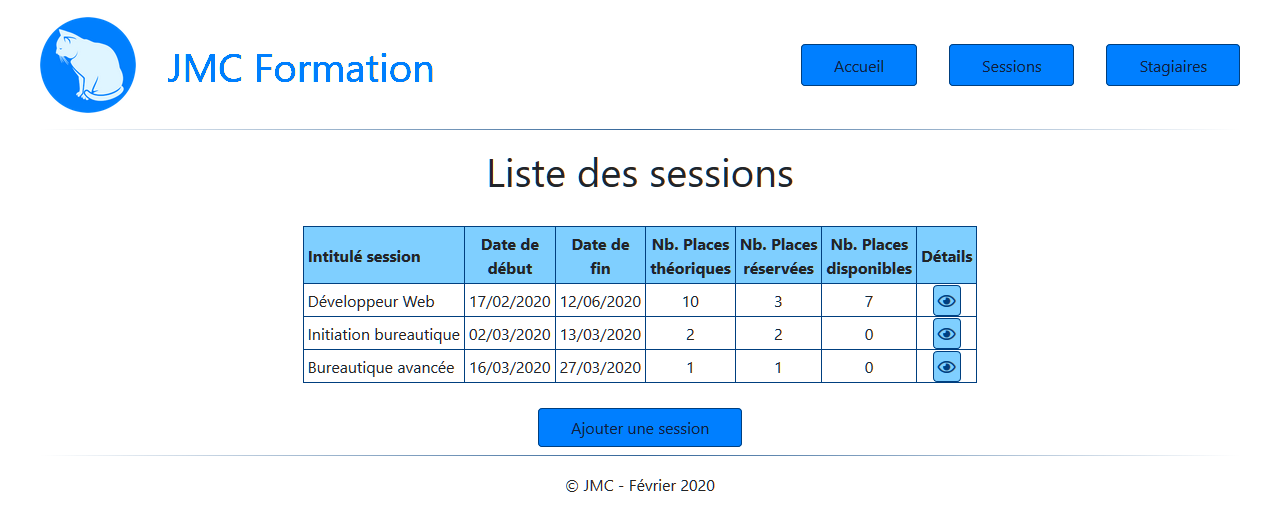 JMC Formation
Accueil
Sessions
Stagiaires
Liste des sessions
Intitulé session Date de début Date de fin Nb. Places théoriques Nb. Places réservées Nb. Places disponibles Détails
Développeur Web 17/02/2020 12/06/2020 10 3 7
Initiation bureautique 02/03/2020 13/03/2020 2 2 0
Bureautique avancée 16/03/2020 27/03/2020 1 1 0
Ajouter une session
© JMC - Février 2020